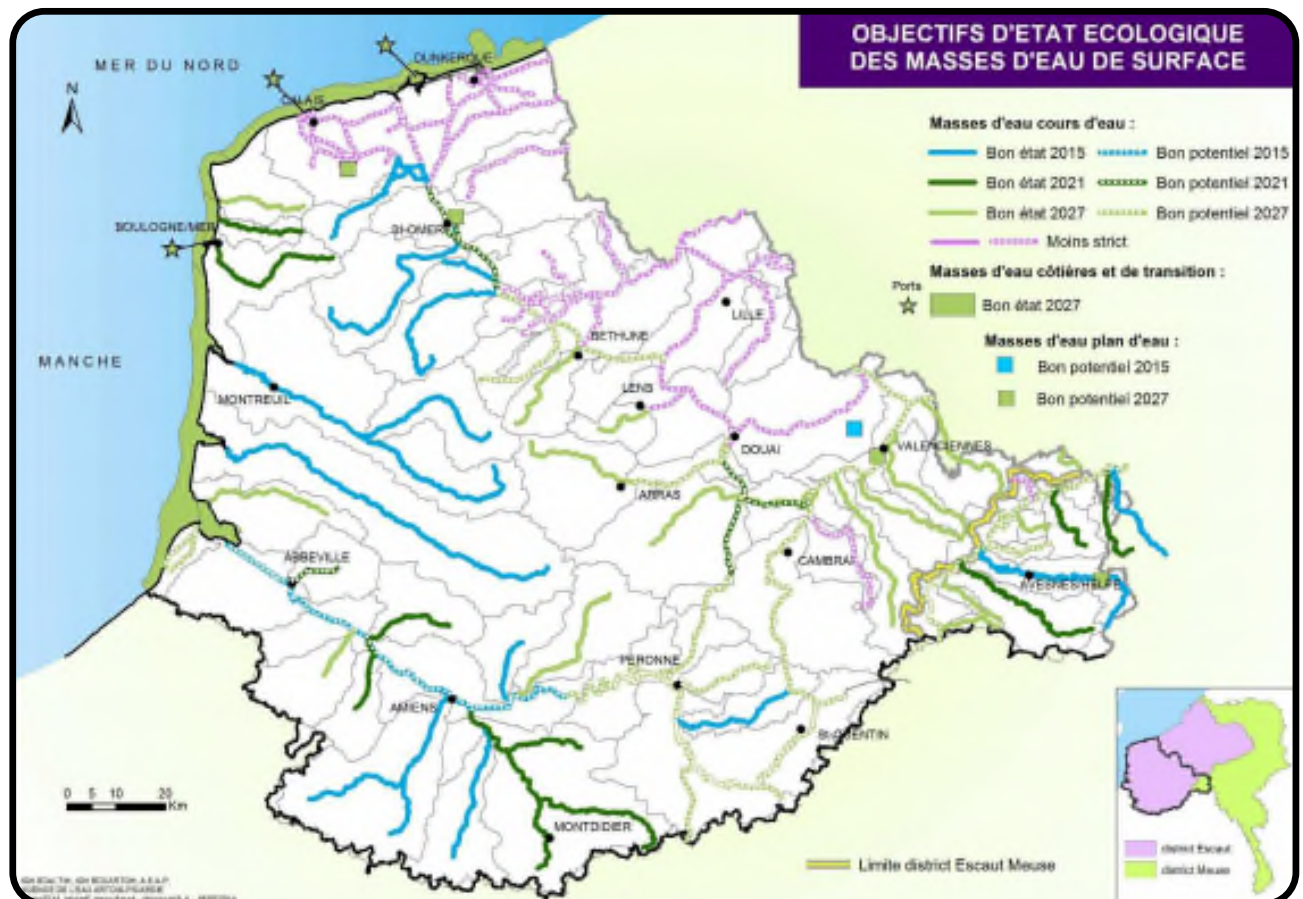 OBJECTIFS D'ETAT ECOLOGIQUE
DES MASSES D'EAU DE SURFACE
MER DU NORD
N
DUNKERQUE
CALAIS
Masses d'eau cours d'eau :
Bon état 2015
Bon potentiel 2015
Bon état 2021
Bon potentiel 2021
Bon état 2027
Bon potentiel 2027
Moins strict
Masses d'eau côtières et de transition :
Ports
Bon état 2027
Masses d'eau plan d'eau :
Bon potentiel 2015
Bon potentiel 2027
BOULOGNE/MER
ST-OMER
LILLE
MANCHE
BETHUNE
LENS
MONTREUIL
DOUAI
VALENCIENNES
ARRAS
CAMBRAI
ABBEVILLE
AVESNES/HELPE
PERONNE
AMIENS
St-QUENTIN
MONTDIDIER
0 5 10 20
Km
Limite district Escaut Meuse
district Escaut
district Meuse